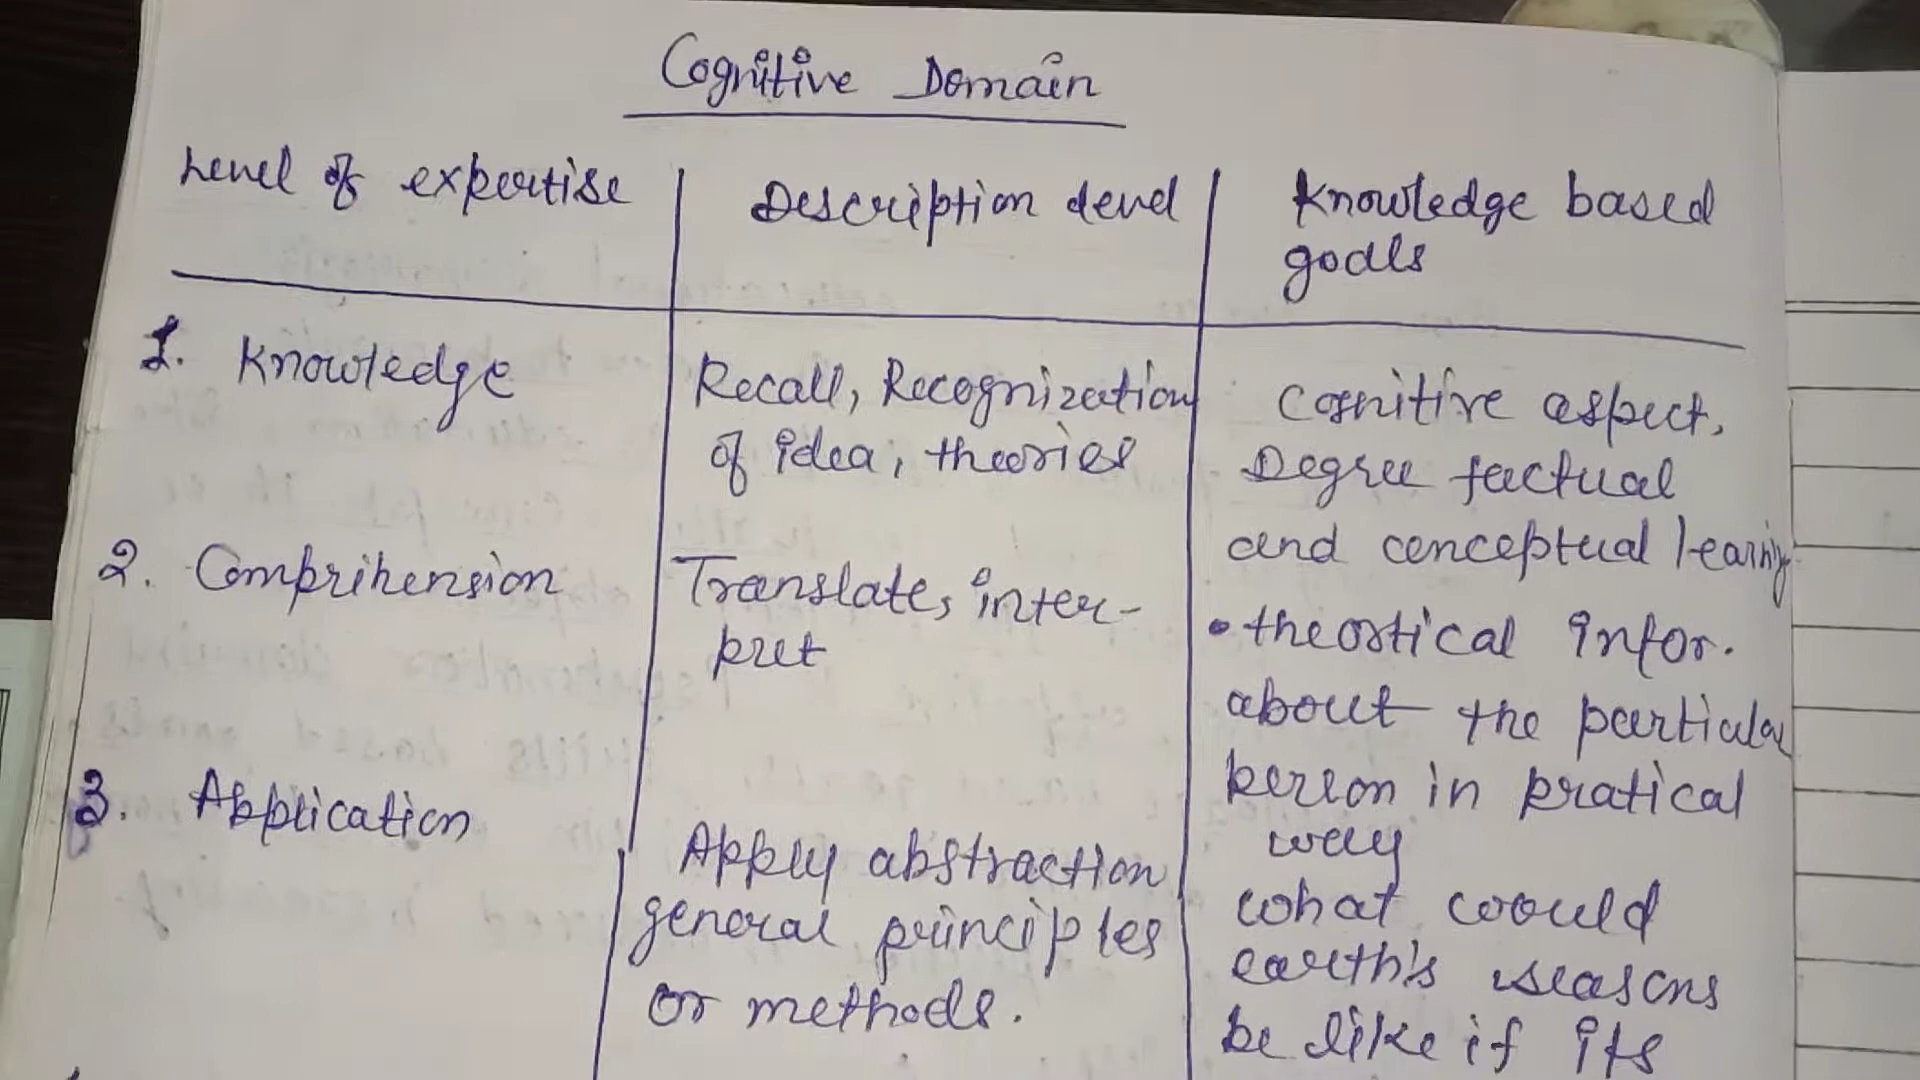 Cognitive Domain
Level of expertise
Description level
Knowledge based
goals
1. Knowledge
Recall, Recognization
of idea, theories
Cognitive aspect,
Degree factual
and conceptual learning
2. Comprihension
Translate, inter-
pret
• theortical infor.
about the particular
person in pratical
way
3. Application
Apply abstraction
general principles
or methods.
what would
earth's seasons
be like if its